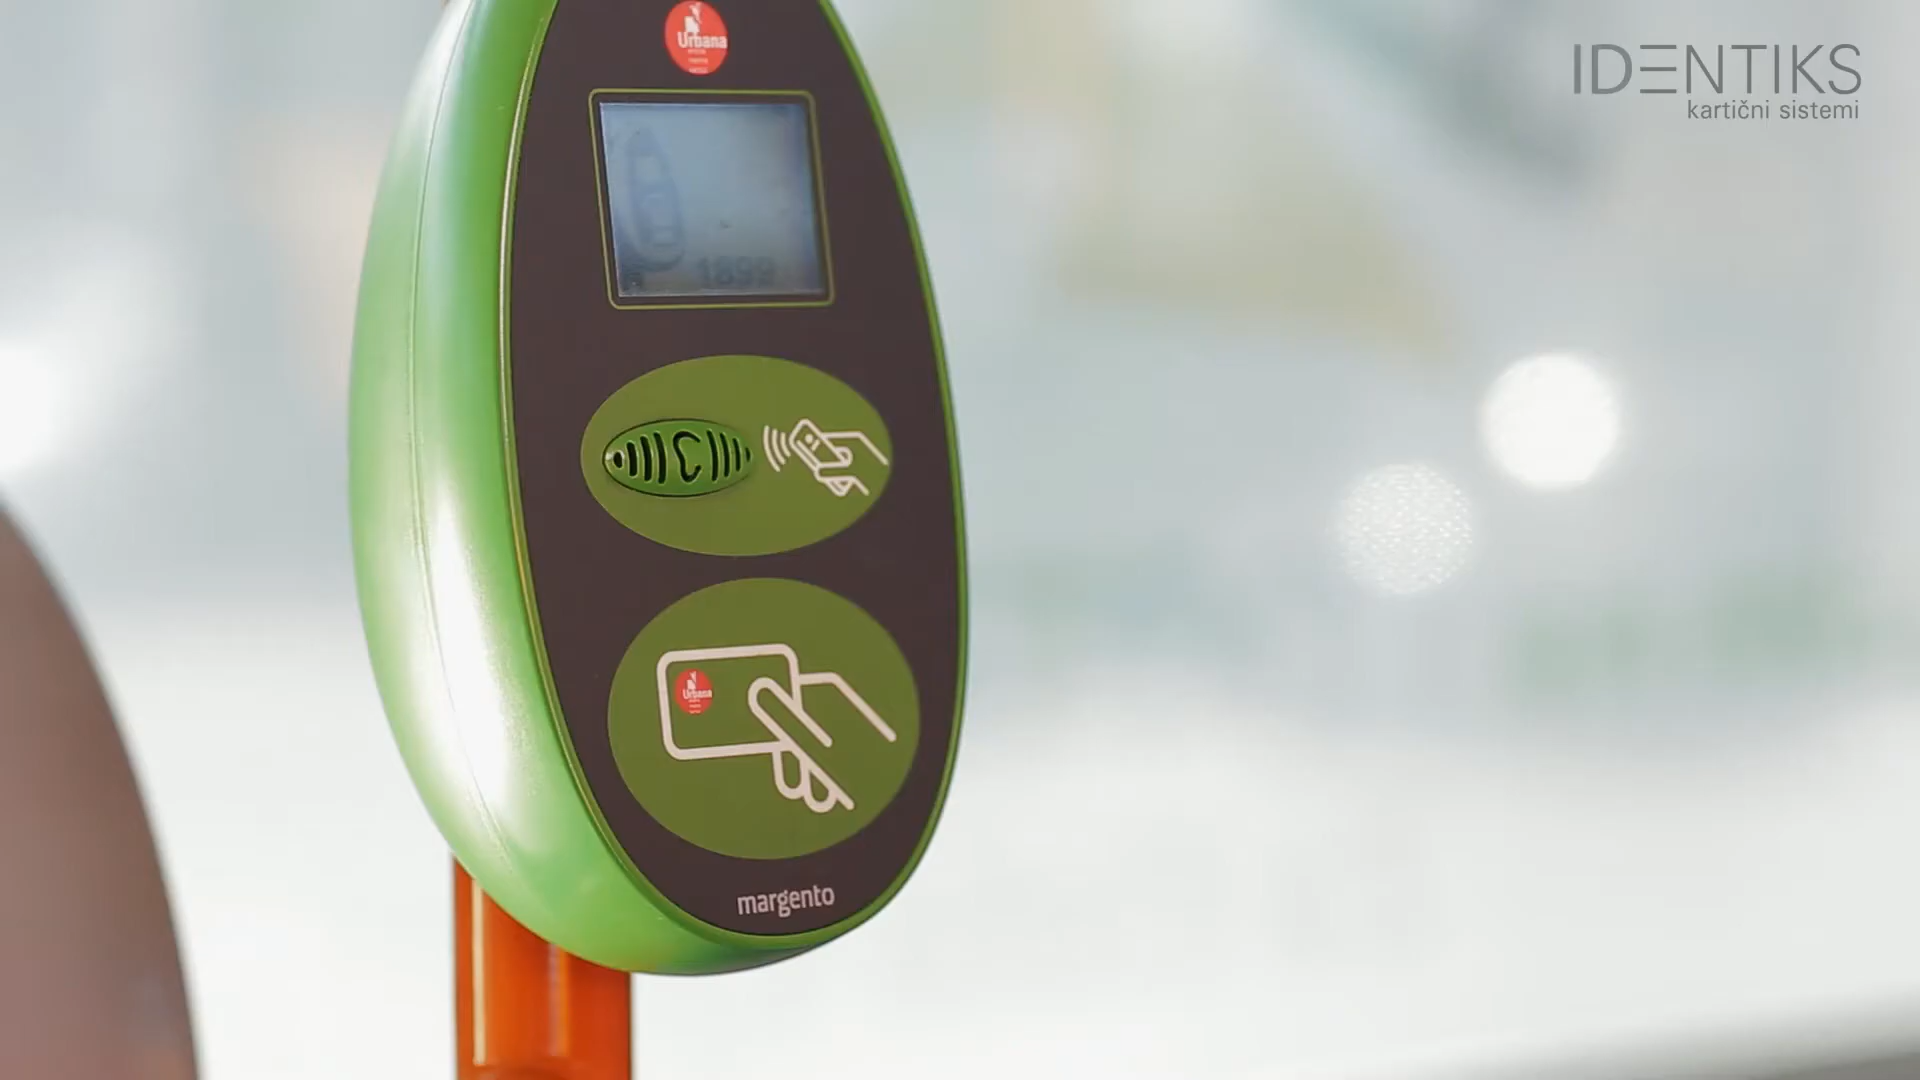 Urbana
IDENTIKS
kartični sistemi
1899
Urbana
margento